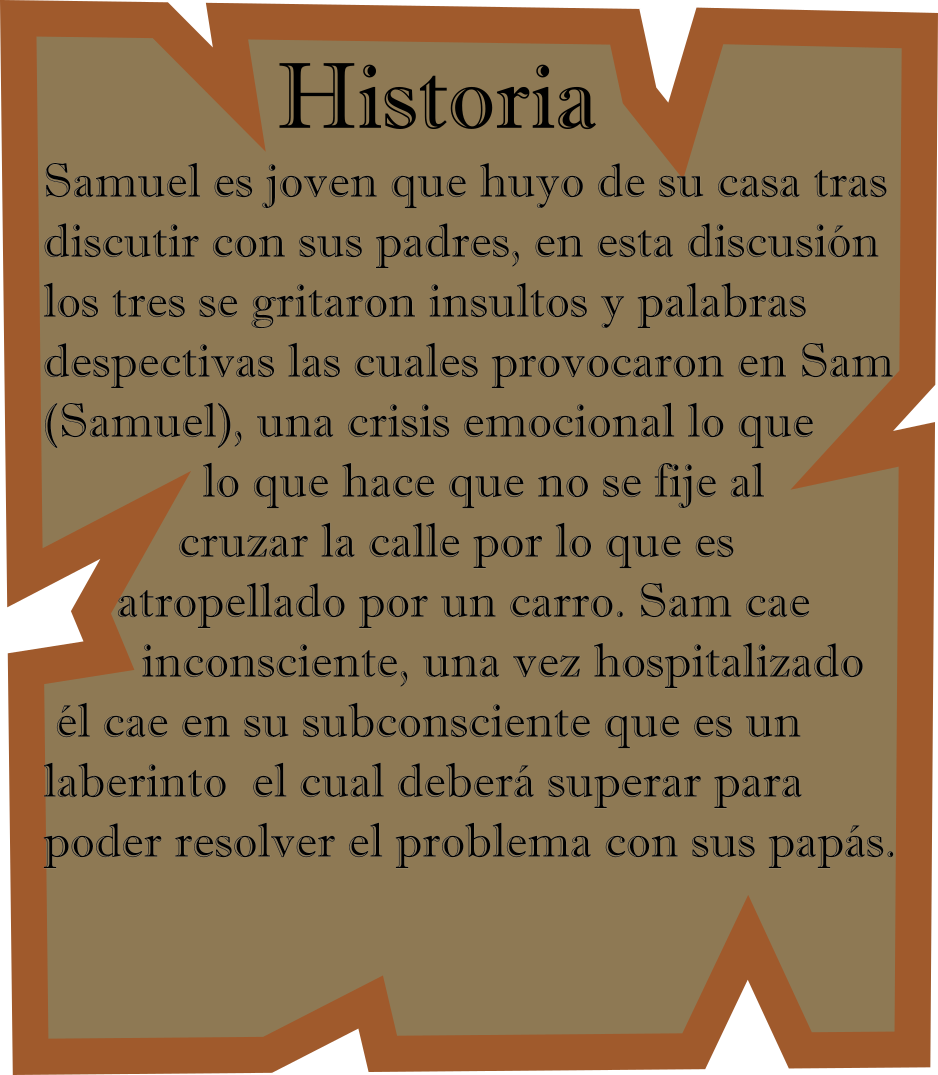 Historia
Samuel es joven que huyo de su casa tras
discutir con sus padres, en esta discusión
los tres se gritaron insultos y palabras
despectivas las cuales provocaron en Sam
(Samuel), una crisis emocional lo que
lo que hace que no se fije al
cruzar la calle por lo que es
atropellado por un carro. Sam cae
inconsciente, una vez hospitalizado
él cae en su subconsciente que es un
laberinto  el cual deberá superar para
poder resolver el problema con sus papás.